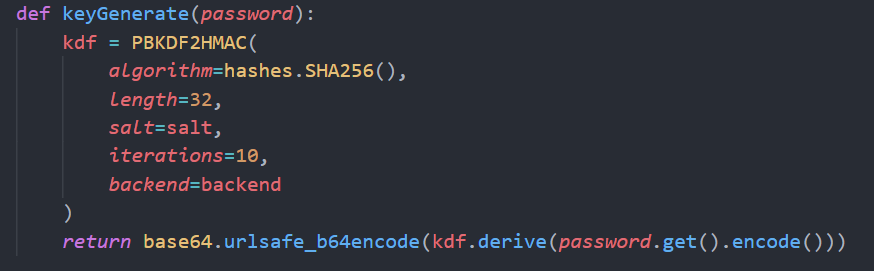 def keyGenerate(password):
    kdf = PBKDF2HMAC(
        algorithm=hashes.SHA256(),
        length=32,
        salt=salt,
        iterations=10,
        backend=backend
    )
    return base64.urlsafe_b64encode(kdf.derive(password.get().encode()))